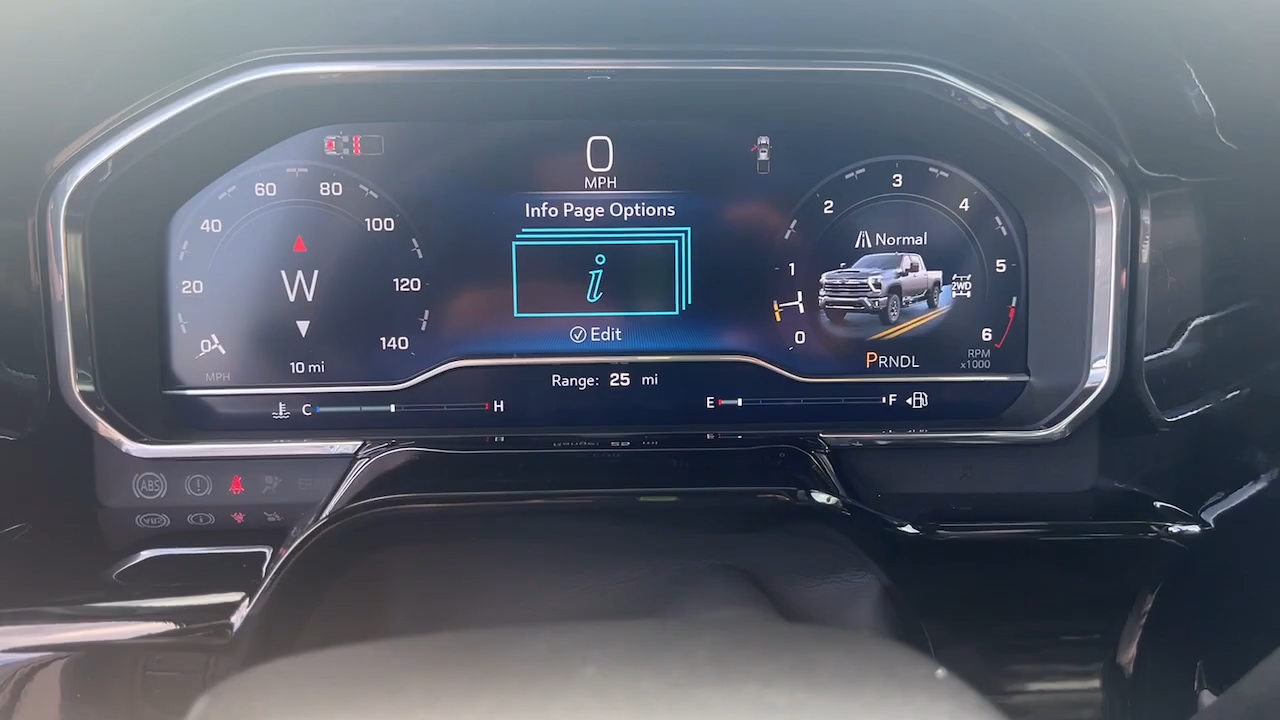 0
MPH
Info Page Options
i
Edit
Range: 25 mi
0
20
40
60
80
100
120
140
MPH
W
10 mi
0
1
2
3
4
5
6
RPM
x1000
Normal
2WD
PRNDL
C H
E F
ABS